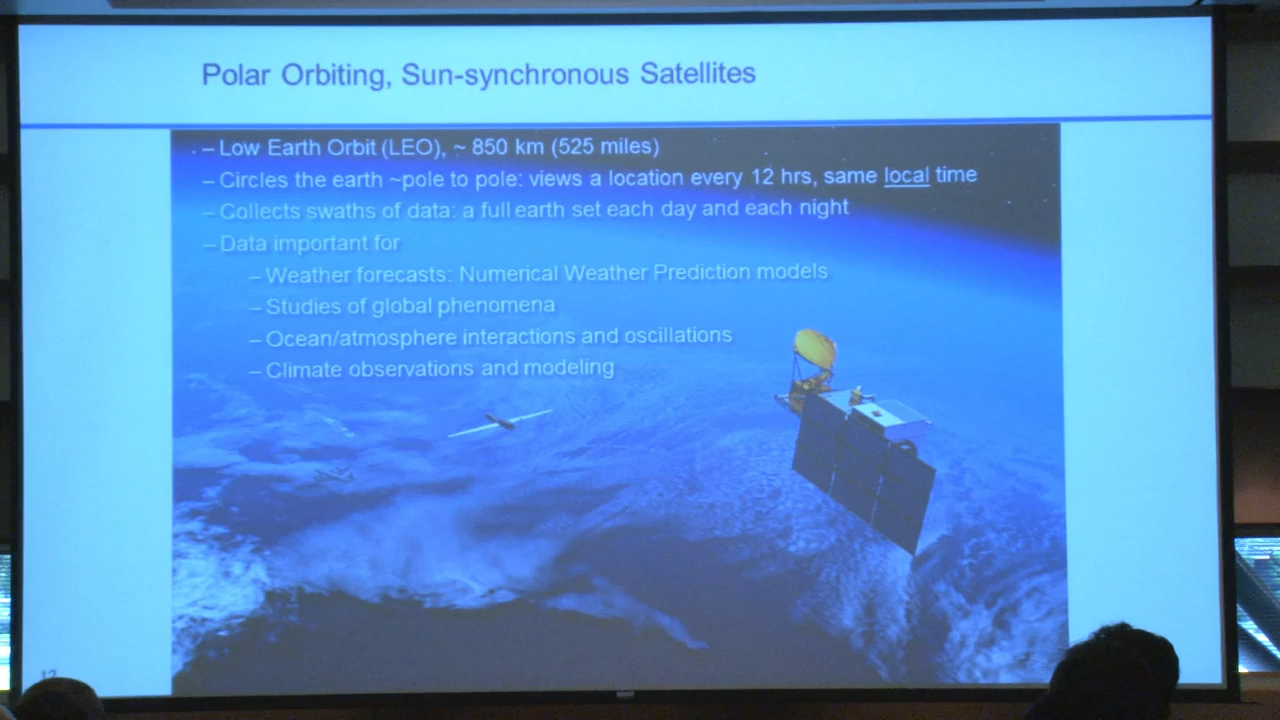 Polar Orbiting, Sun-synchronous Satellites
– Low Earth Orbit (LEO), ~ 850 km (525 miles)
– Circles the earth ~pole to pole: views a location every 12 hrs, same local time
– Collects swaths of data: a full earth set each day and each night
– Data important for
– Weather forecasts: Numerical Weather Prediction models
– Studies of global phenomena
– Ocean/atmosphere interactions and oscillations
– Climate observations and modeling